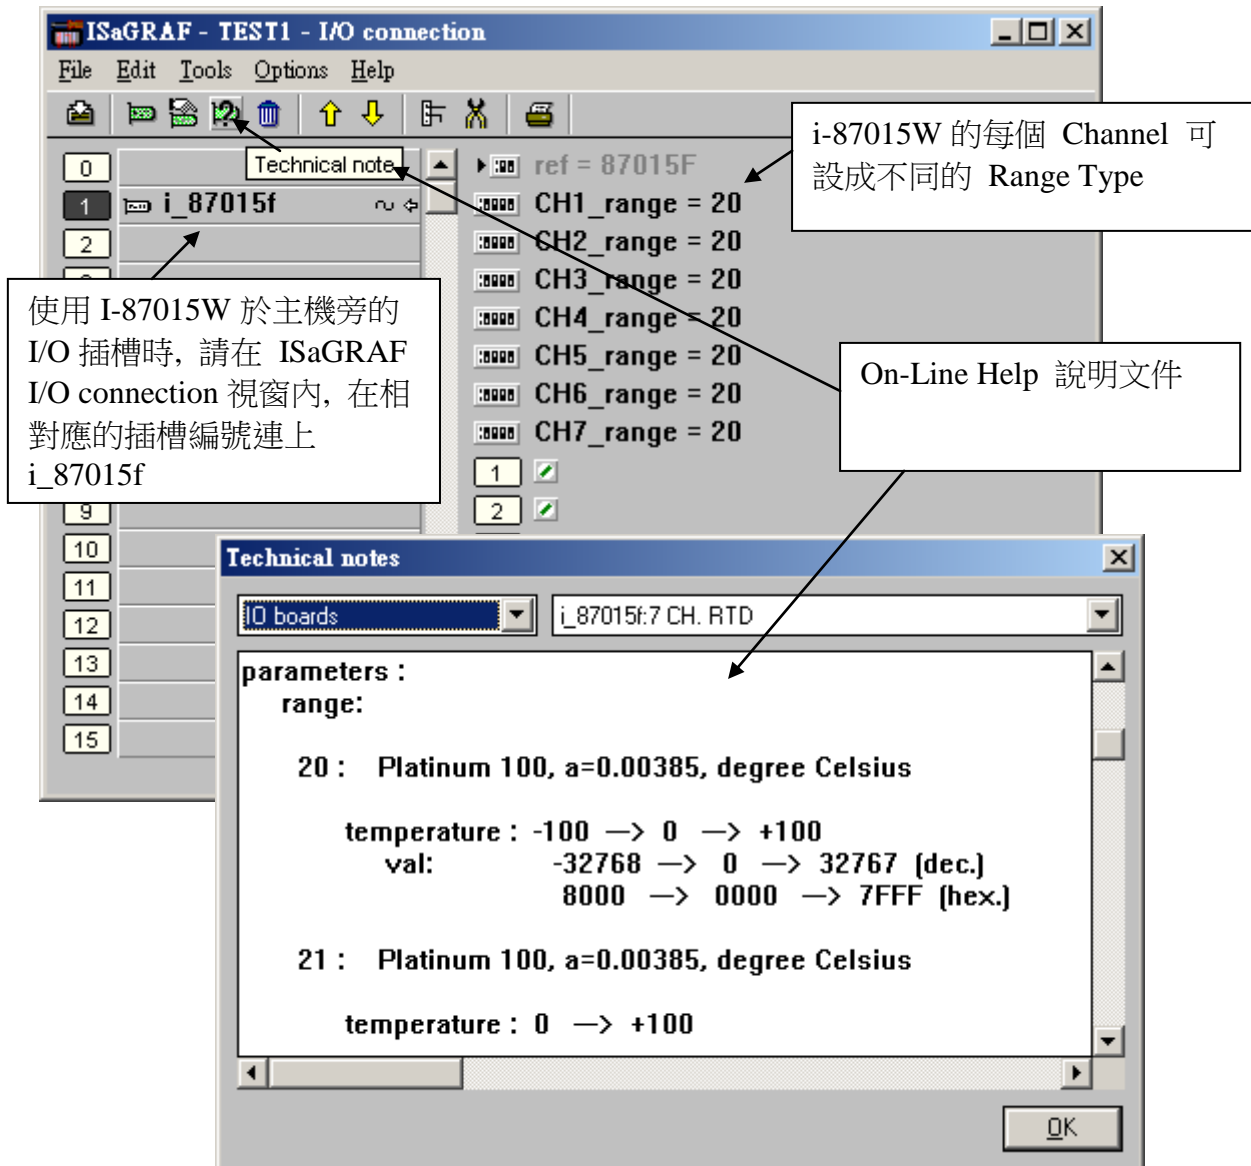 ISaGRAF - TEST1 - I/O connection
File Edit Tools Options Help
Technical note
i-87015W 的每個 Channel 可
設成不同的 Range Type
0
1 i_87015f
2
ref = 87015F
CH1_range = 20
CH2_range = 20
CH3_range = 20
CH4_range = 20
CH5_range = 20
CH6_range = 20
CH7_range = 20
1
2
使用 I-87015W 於主機旁的
I/O 插槽時, 請在 ISaGRAF
I/O connection 視窗內, 在相
對應的插槽編號連上
i_87015f
On-Line Help 說明文件
9
10
11
12
13
14
15
Technical notes
IO boards
i_87015f:7 CH. RTD
parameters :
range:
20 : Platinum 100, a=0.00385, degree Celsius
temperature : -100 —> 0 —> +100
val: -32768 —> 0 —> 32767 (dec.)
8000 —> 0000 —> 7FFF (hex.)
21 : Platinum 100, a=0.00385, degree Celsius
temperature : 0 —> +100
OK